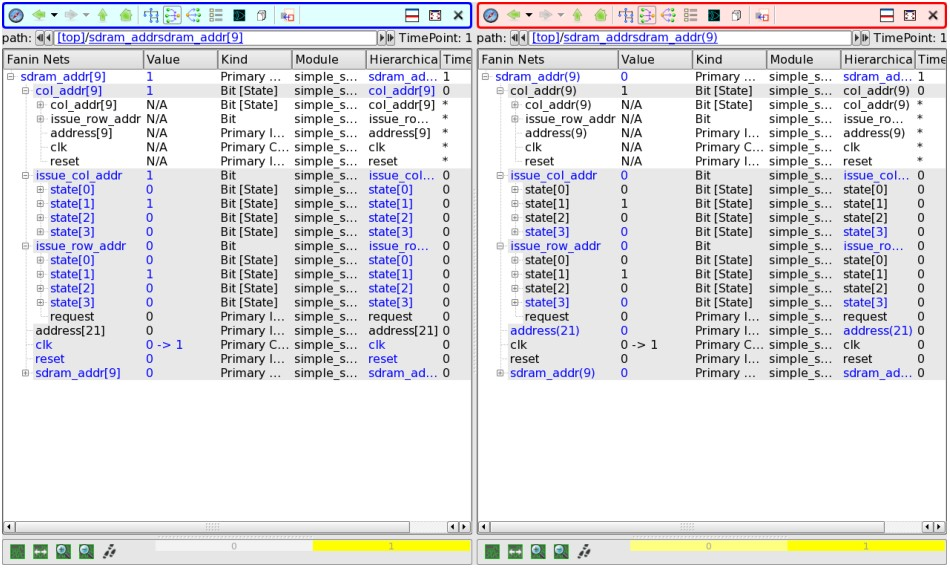 path: [top]/sdram_addrsdram_addr[9] TimePoint: 1
Fanin Nets Value Kind Module Hierarchica Time
sdram_addr[9] 1 Primary ... simple_s... sdram_ad... 1
col_addr[9] 1 Bit [State] simple_s... col_addr[9] 0
col_addr[9] N/A Bit [State] simple_s... col_addr[9] *
issue_row_addr N/A Bit simple_s... issue_ro... *
address[9] N/A Primary I... simple_s... address[9] *
clk N/A Primary C... simple_s... clk *
reset N/A Primary I... simple_s... reset *
issue_col_addr 1 Bit simple_s... issue_col... 0
state[0] 0 Bit [State] simple_s... state[0] 0
state[1] 1 Bit [State] simple_s... state[1] 0
state[2] 0 Bit [State] simple_s... state[2] 0
state[3] 0 Bit [State] simple_s... state[3] 0
issue_row_addr 0 Bit simple_s... issue_ro... 0
state[0] 0 Bit [State] simple_s... state[0] 0
state[1] 1 Bit [State] simple_s... state[1] 0
state[2] 0 Bit [State] simple_s... state[2] 0
state[3] 0 Bit [State] simple_s... state[3] 0
request 0 Primary I... simple_s... request 0
address[21] 0 Primary I... simple_s... address[21] 0
clk 0 -> 1 Primary C... simple_s... clk 0
reset 0 Primary I... simple_s... reset 0
sdram_addr[9] 0 Primary ... simple_s... sdram_ad... 0
0 1
path: [top]/sdram_addrsdram_addr(9) TimePoint: 1
Fanin Nets Value Kind Module Hierarchica Time
sdram_addr(9) 0 Primary ... simple_s... sdram_ad... 1
col_addr(9) 1 Bit [State] simple_s... col_addr(9) 0
col_addr(9) N/A Bit [State] simple_s... col_addr(9) *
issue_row_addr N/A Bit simple_s... issue_ro... *
address(9) N/A Primary I... simple_s... address(9) *
clk N/A Primary C... simple_s... clk *
reset N/A Primary I... simple_s... reset *
issue_col_addr 0 Bit simple_s... issue_col... 0
state[0] 0 Bit [State] simple_s... state[0] 0
state[1] 1 Bit [State] simple_s... state[1] 0
state[2] 0 Bit [State] simple_s... state[2] 0
state[3] 0 Bit [State] simple_s... state[3] 0
issue_row_addr 0 Bit simple_s... issue_ro... 0
state[0] 0 Bit [State] simple_s... state[0] 0
state[1] 1 Bit [State] simple_s... state[1] 0
state[2] 0 Bit [State] simple_s... state[2] 0
state[3] 0 Bit [State] simple_s... state[3] 0
request 0 Primary I... simple_s... request 0
address(21) 0 Primary I... simple_s... address(21) 0
clk 0 -> 1 Primary C... simple_s... clk 0
reset 0 Primary I... simple_s... reset 0
sdram_addr(9) 0 Primary ... simple_s... sdram_ad... 0
0 1